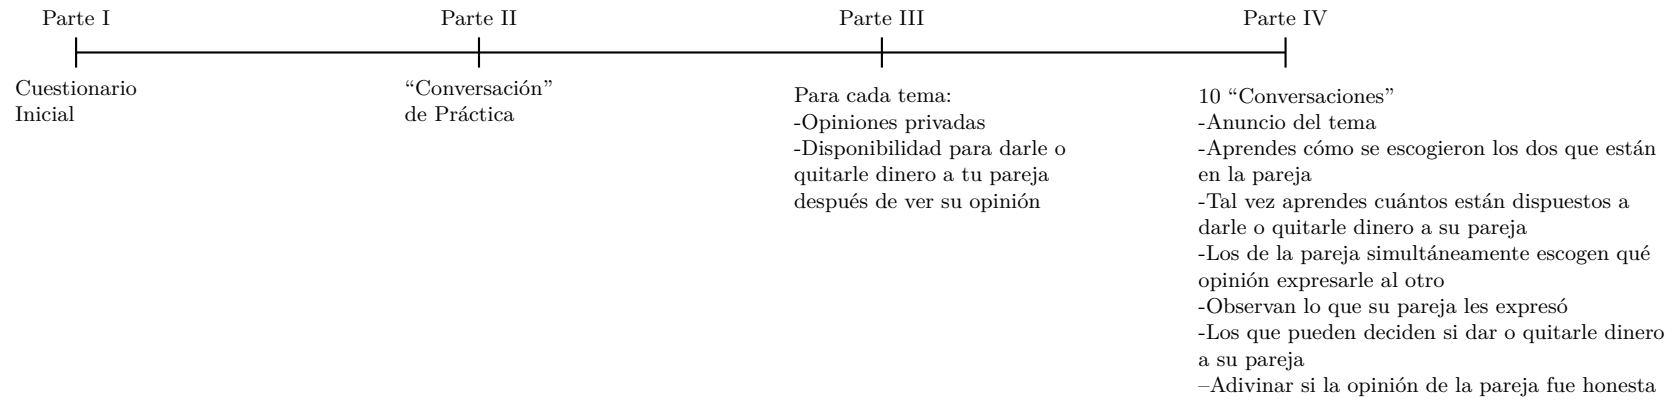 Parte I
Parte II
Parte III
Parte IV
Cuestionario
Inicial
“Conversación”
de Práctica
Para cada tema:
-Opiniones privadas
-Disponibilidad para darle o
quitarle dinero a tu pareja
después de ver su opinión
10 “Conversaciones”
-Anuncio del tema
-Aprendes cómo se escogieron los dos que están
en la pareja
-Tal vez aprendes cuántos están dispuestos a
darle o quitarle dinero a su pareja
-Los de la pareja simultáneamente escogen qué
opinión expresarle al otro
-Observan lo que su pareja les expresó
-Los que pueden deciden si dar o quitarle dinero
a su pareja
–Adivinar si la opinión de la pareja fue honesta